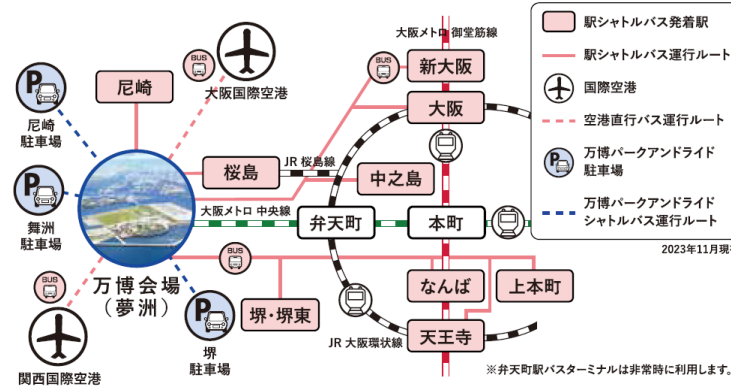 大阪メトロ 御堂筋線
BUS
大阪国際空港
P
尼崎
駐車場
尼崎
BUS
新大阪
大阪
JR 桜島線
桜島
中之島
P
舞洲
駐車場
大阪メトロ 中央線
弁天町
本町
万博会場
(夢洲)
BUS
BUS
関西国際空港
P
堺
駐車場
堺・堺東
なんば
上本町
天王寺
JR 大阪環状線
※弁天町駅バスターミナルは非常時に利用します。
駅シャトルバス発着駅
駅シャトルバス運行ルート
国際空港
空港直行バス運行ルート
P
万博パークアンドライド
駐車場
万博パークアンドライド
シャトルバス運行ルート
2023年11月現